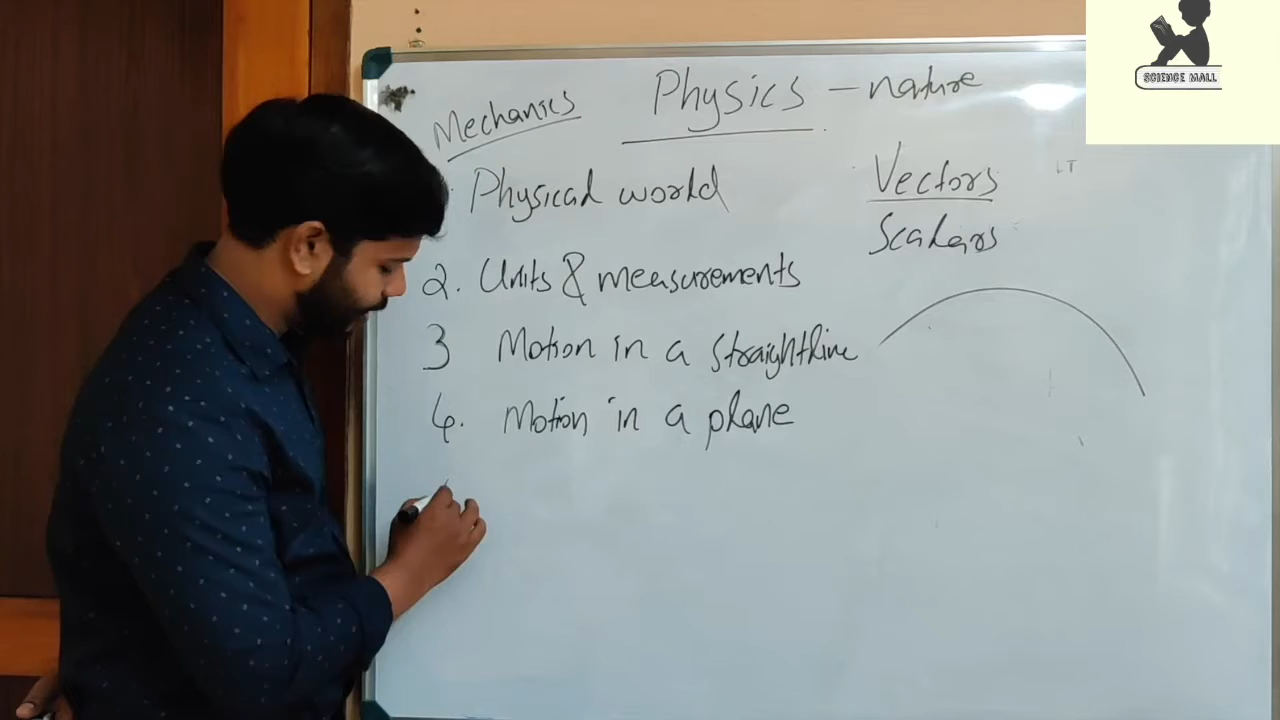 Physics - nature
Mechanics
Physical world
2. Units & measurements
3 Motion in a straightline
4. Motion in a plane
Vectors
Scalars
SCIENCE MALL